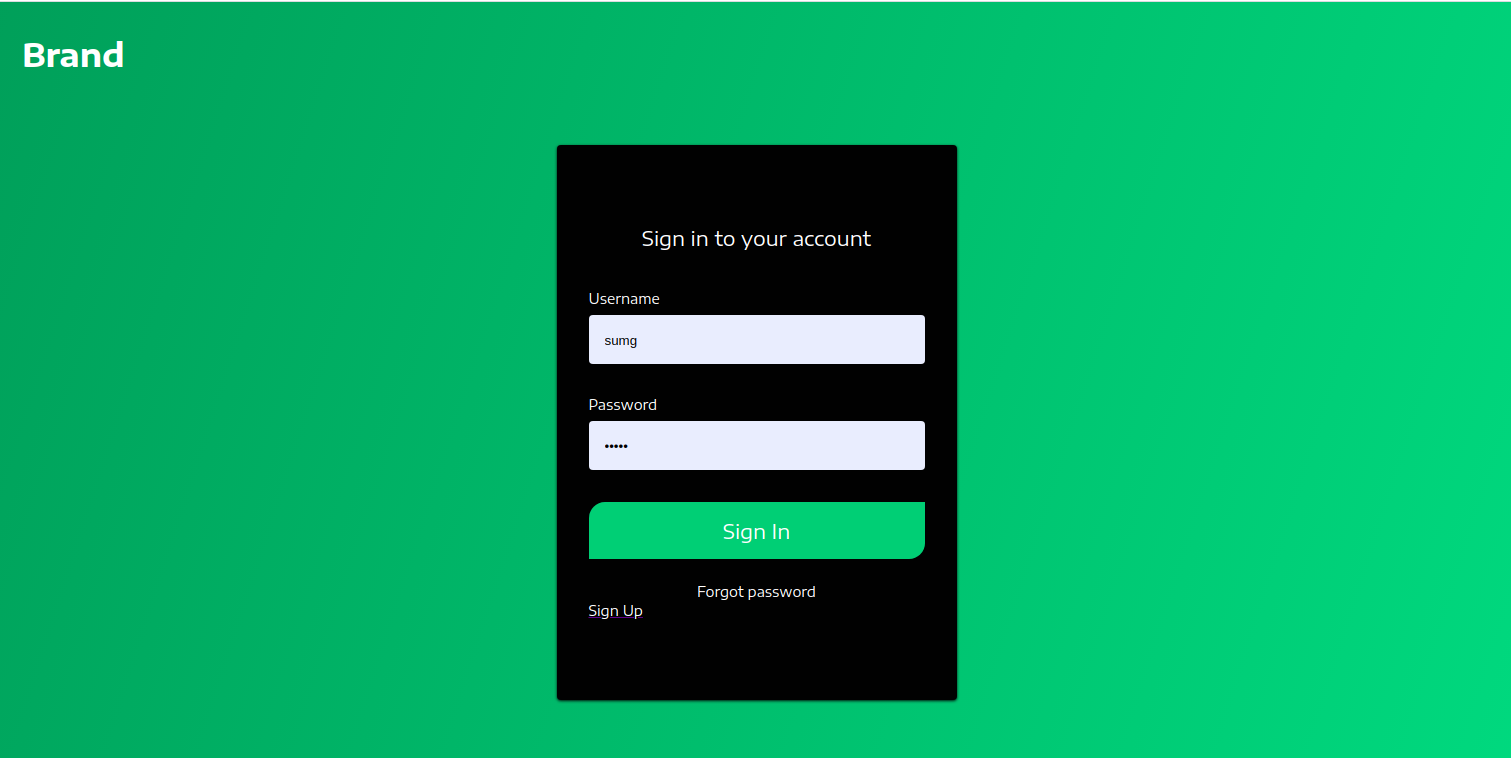 Brand
Sign in to your account
Username
sumg
Password
•••••
Sign In
Forgot password
Sign Up